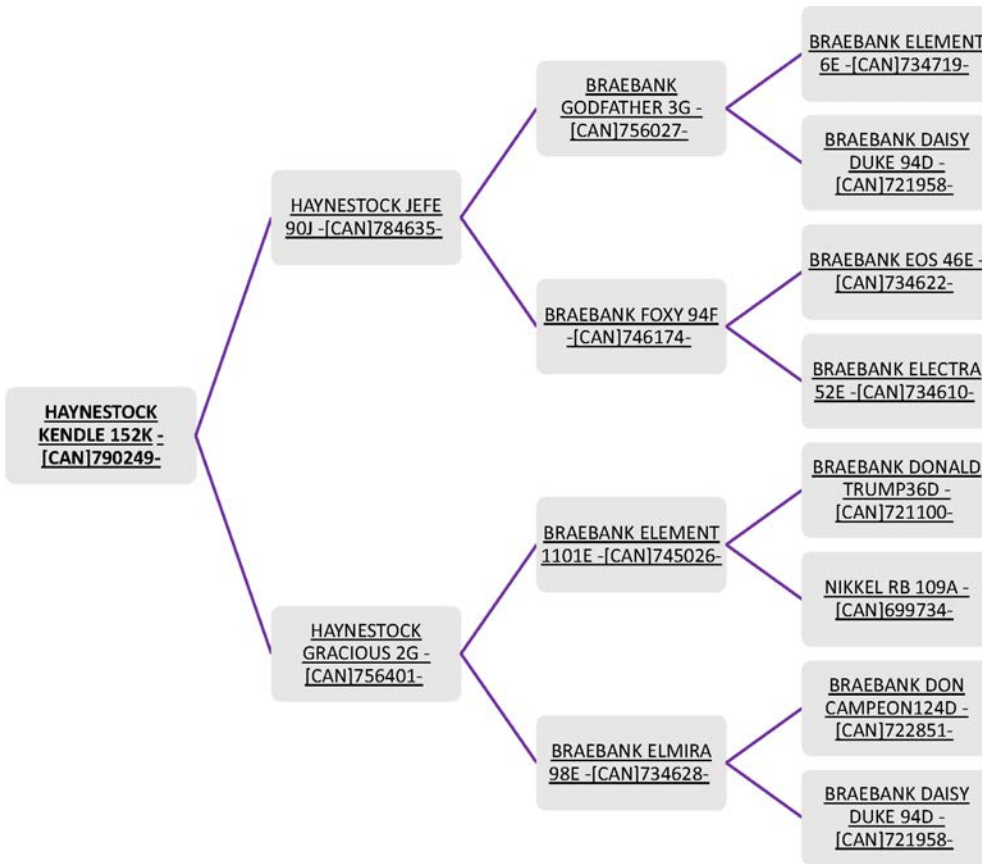 BRAEBANK ELEMENT
6E -[CAN]734719-
BRAEBANK
GODFATHER 3G -
[CAN]756027-
BRAEBANK DAISY
DUKE 94D -
[CAN]721958-
HAYNESTOCK JEFE
90J -[CAN]784635-
BRAEBANK EOS 46E -
[CAN]734622-
BRAEBANK FOXY 94F
-[CAN]746174-
BRAEBANK ELECTRA
52E -[CAN]734610-
HAYNESTOCK
KENDLE 152K -
[CAN]790249-
BRAEBANK DONALD
TRUMP36D -
[CAN]721100-
BRAEBANK ELEMENT
1101E -[CAN]745026-
NIKKEL RB 109A -
[CAN]699734-
HAYNESTOCK
GRACIOUS 2G -
[CAN]756401-
BRAEBANK DON
CAMPEON124D -
[CAN]722851-
BRAEBANK ELMIRA
98E -[CAN]734628-
BRAEBANK DAISY
DUKE 94D -
[CAN]721958-